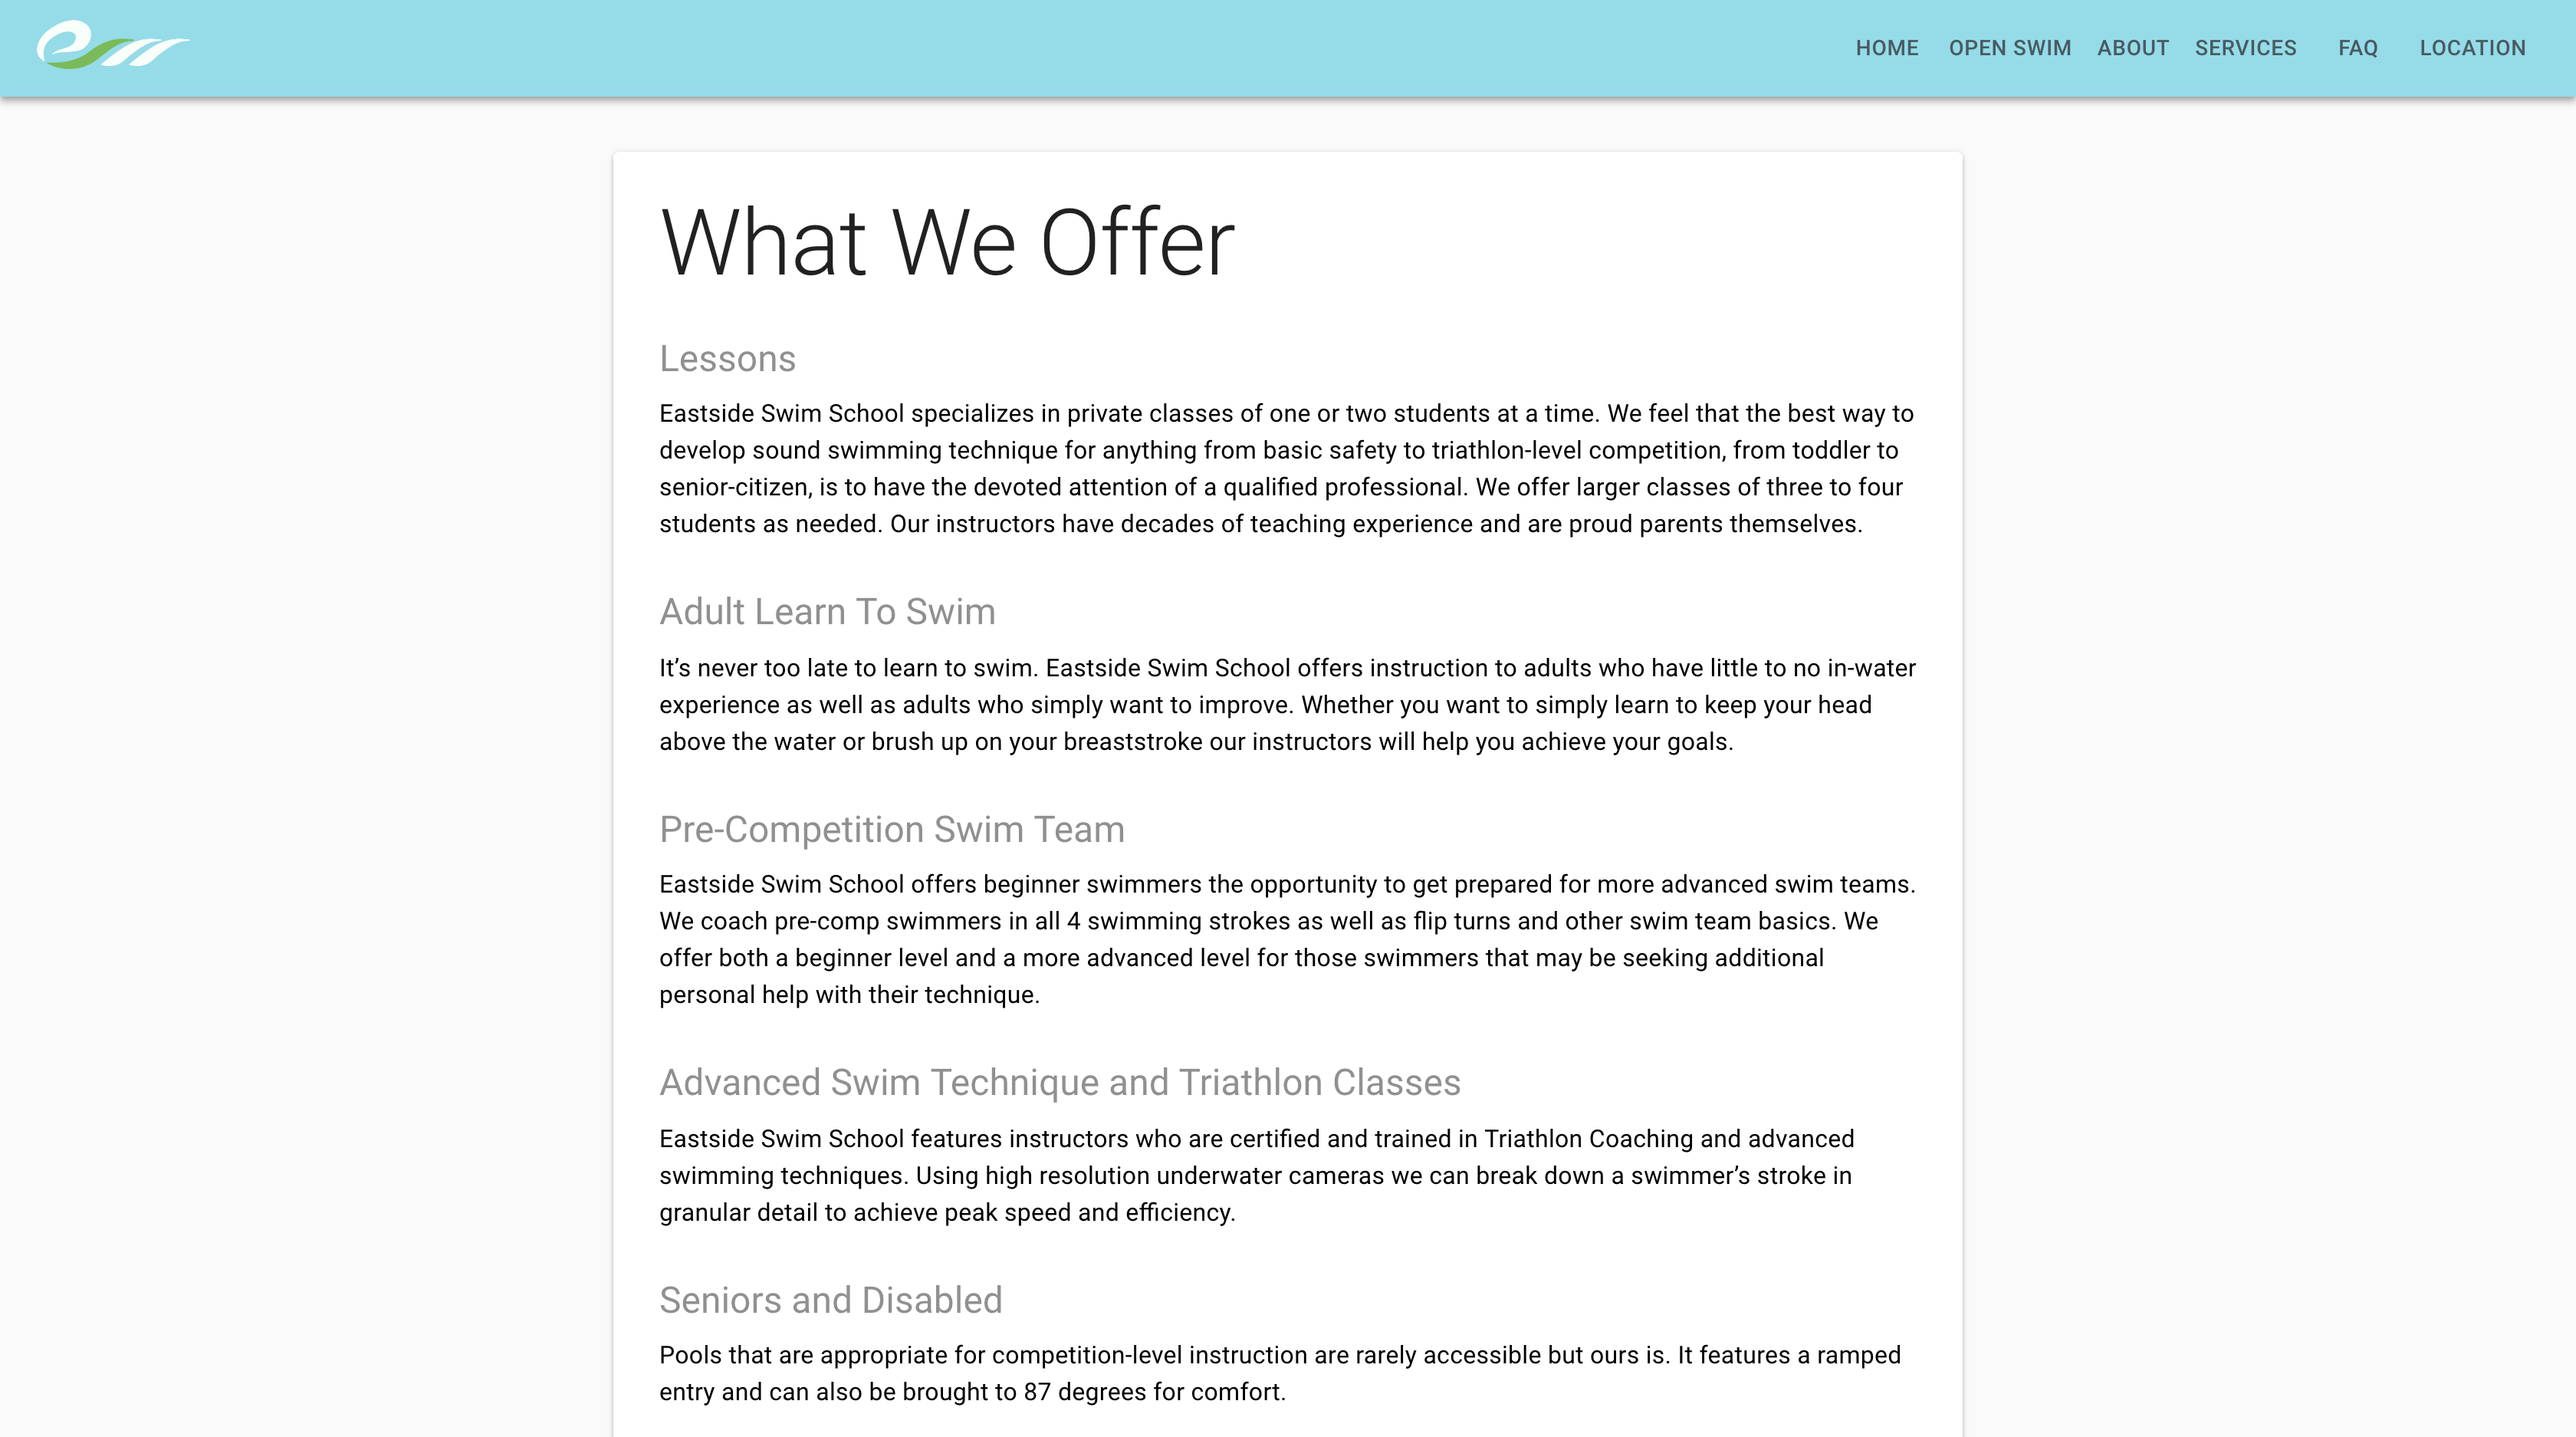 HOME OPEN SWIM ABOUT SERVICES FAQ LOCATION
What We Offer
Lessons
Eastside Swim School specializes in private classes of one or two students at a time. We feel that the best way to
develop sound swimming technique for anything from basic safety to triathlon-level competition, from toddler to
senior-citizen, is to have the devoted attention of a qualified professional. We offer larger classes of three to four
students as needed. Our instructors have decades of teaching experience and are proud parents themselves.
Adult Learn To Swim
It’s never too late to learn to swim. Eastside Swim School offers instruction to adults who have little to no in-water
experience as well as adults who simply want to improve. Whether you want to simply learn to keep your head
above the water or brush up on your breaststroke our instructors will help you achieve your goals.
Pre-Competition Swim Team
Eastside Swim School offers beginner swimmers the opportunity to get prepared for more advanced swim teams.
We coach pre-comp swimmers in all 4 swimming strokes as well as flip turns and other swim team basics. We
offer both a beginner level and a more advanced level for those swimmers that may be seeking additional
personal help with their technique.
Advanced Swim Technique and Triathlon Classes
Eastside Swim School features instructors who are certified and trained in Triathlon Coaching and advanced
swimming techniques. Using high resolution underwater cameras we can break down a swimmer’s stroke in
granular detail to achieve peak speed and efficiency.
Seniors and Disabled
Pools that are appropriate for competition-level instruction are rarely accessible but ours is. It features a ramped
entry and can also be brought to 87 degrees for comfort.